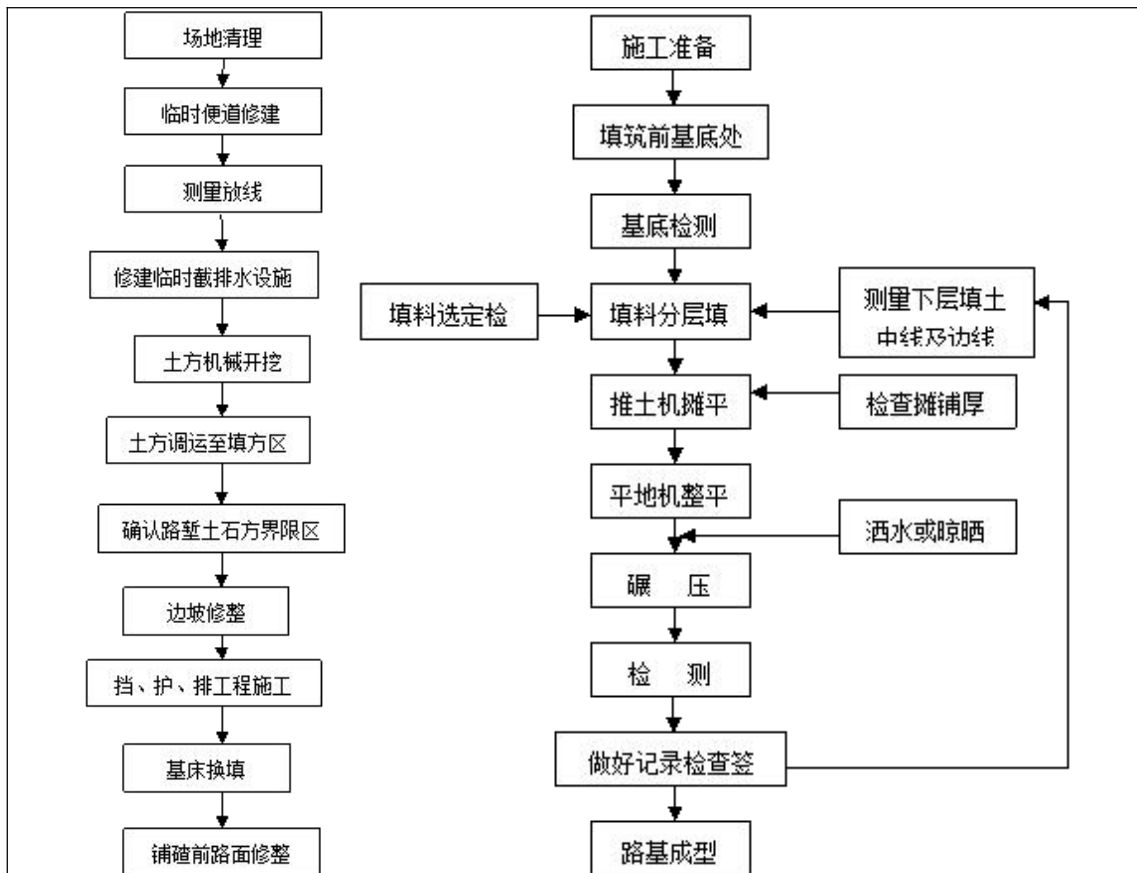 场地清理
临时便道修建
测量放线
修建临时截排水设施
土方机械开挖
土方调运至填方区
确认路堑土石方界限区
边坡修整
挡、护、排工程施工
基床换填
铺碴前路面修整
施工准备
填筑前基底处
基底检测
填料选定检
填料分层填
测量下层填土
中线及边线
推土机摊平
检查摊铺厚
平地机整平
洒水或晾晒
碾 压
检 测
做好记录检查签
路基成型